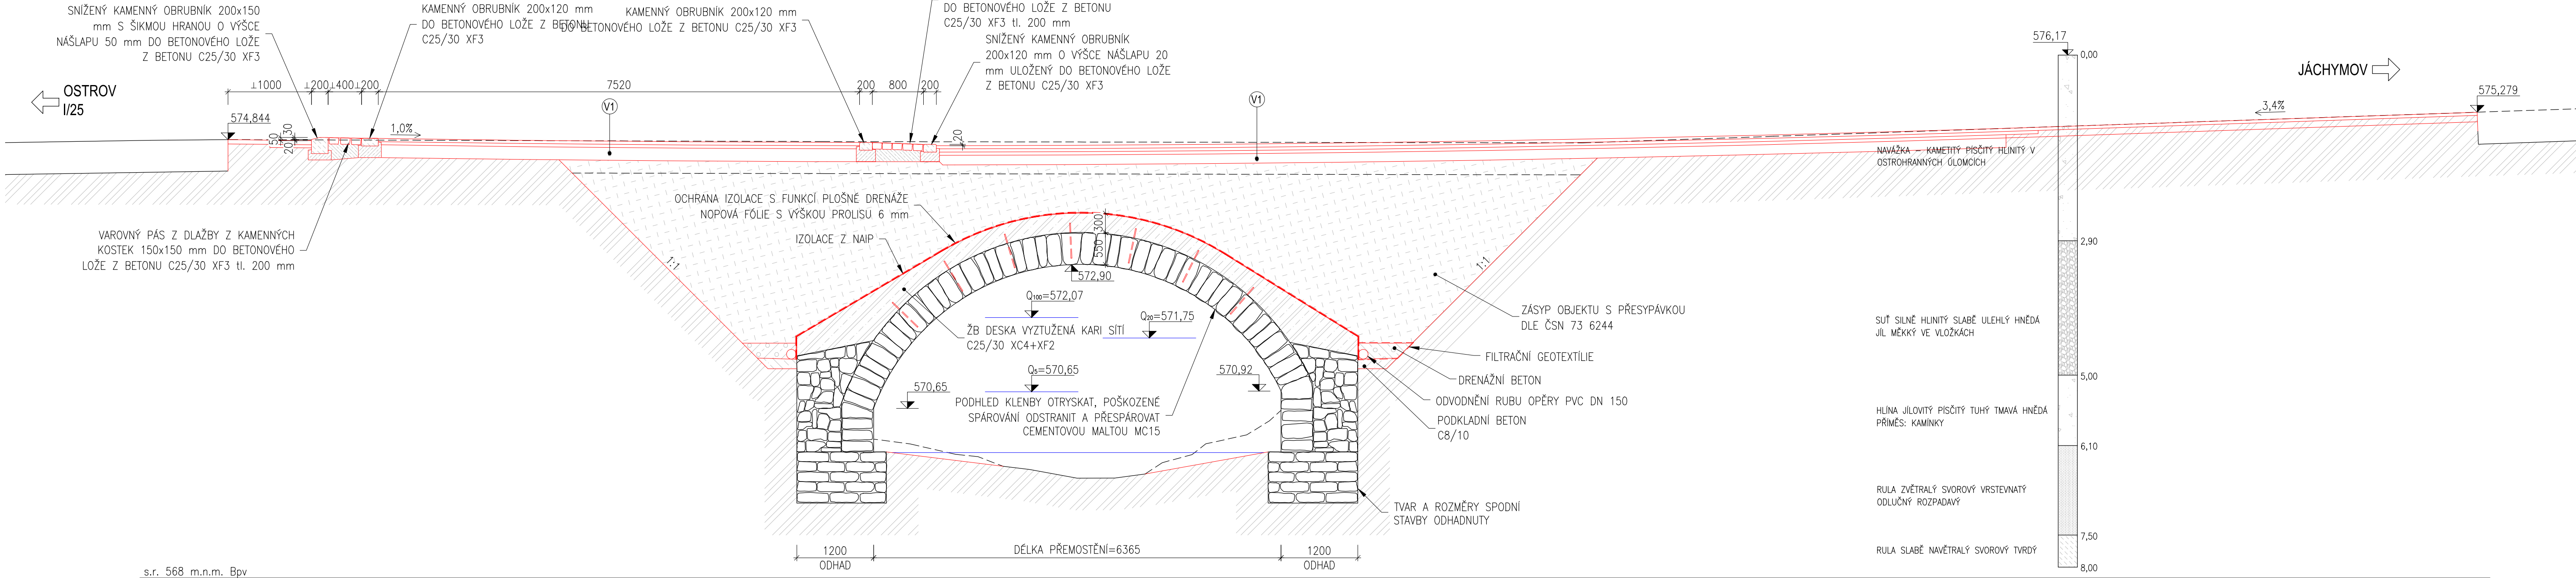 SNÍŽENÝ KAMENNÝ OBRUBNÍK 200x150
mm S ŠIKMOU HRANOU O VÝŠCE
NÁŠLAPU 50 mm DO BETONOVÉHO LOŽE
Z BETONU C25/30 XF3
KAMENNÝ OBRUBNÍK 200x120 mm
DO BETONOVÉHO LOŽE Z BETONU
C25/30 XF3
KAMENNÝ OBRUBNÍK 200x120 mm
DO BETONOVÉHO LOŽE Z BETONU C25/30 XF3
DO BETONOVÉHO LOŽE Z BETONU
C25/30 XF3 tl. 200 mm
SNÍŽENÝ KAMENNÝ OBRUBNÍK
200x120 mm O VÝŠCE NÁŠLAPU 20
mm ULOŽENÝ DO BETONOVÉHO LOŽE
Z BETONU C25/30 XF3
576,17
0,00
JÁCHYMOV
OSTROV
I/25
⊥1000
⊥200
⊥400
⊥200
7520
200
800
200
V1
V1
575,279
3,4%
574,844
50
20
30
1,0%
20
NAVÁŽKA - KAMETITÝ PÍSČITÝ HLINITÝ V
OSTROHRANNÝCH ÚLOMCÍCH
OCHRANA IZOLACE S FUNKCÍ PLOŠNÉ DRENÁŽE
NOPOVÁ FÓLIE S VÝŠKOU PROLISU 6 mm
IZOLACE Z NAIP
VAROVNÝ PÁS Z DLAŽBY Z KAMENNÝCH
KOSTEK 150x150 mm DO BETONOVÉHO
LOŽE Z BETONU C25/30 XF3 tl. 200 mm
1:1
300
550
572,90
1:1
2,90
Q100=572,07
Q20=571,75
ŽB DESKA VYZTUŽENÁ KARI SÍTÍ
C25/30 XC4+XF2
ZÁSYP OBJEKTU S PŘESYPÁVKOU
DLE ČSN 73 6244
SUŤ SILNĚ HLINITÝ SLABĚ ULEHLÝ HNĚDÁ
JÍL MĚKKÝ VE VLOŽKÁCH
FILTRAČNÍ GEOTEXTÍLIE
DRENÁŽNÍ BETON
ODVODNĚNÍ RUBU OPĚRY PVC DN 150
PODKLADNÍ BETON
C8/10
5,00
Q5=570,65
570,65
570,92
PODHLED KLENBY OTRYSKAT, POŠKOZENÉ
SPÁROVÁNÍ ODSTRANIT A PŘESPÁROVAT
CEMENTOVOU MALTOU MC15
HLÍNA JÍLOVITÝ PÍSČITÝ TUHÝ TMAVÁ HNĚDÁ
PŘÍMĚS: KAMÍNKY
6,10
RULA ZVĚTRALÝ SVOROVÝ VRSTEVNATÝ
ODLUČNÝ ROZPADAVÝ
TVAR A ROZMĚRY SPODNÍ
STAVBY ODHADNUTY
7,50
RULA SLABĚ NAVĚTRALÝ SVOROVÝ TVRDÝ
8,00
1200
ODHAD
DÉLKA PŘEMOSTĚNÍ=6365
1200
ODHAD
s.r. 568 m.n.m. Bpv